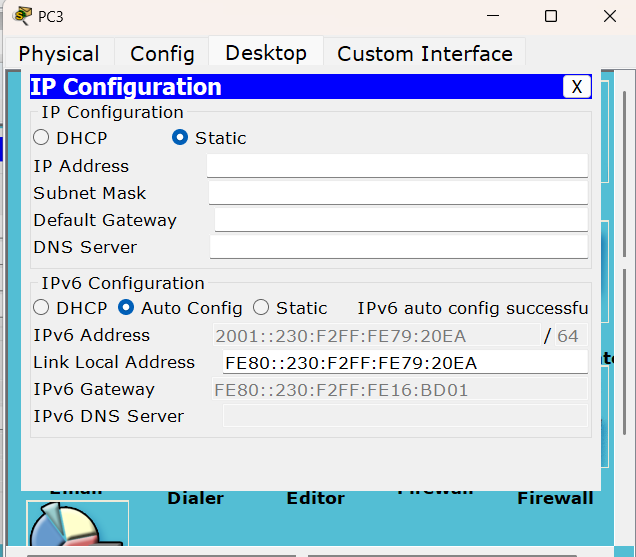 PC3
Physical Config Desktop Custom Interface
IP Configuration X
IP Configuration
DHCP Static
IP Address
Subnet Mask
Default Gateway
DNS Server
IPv6 Configuration
DHCP Auto Config Static IPv6 auto config successfu
IPv6 Address 2001::230:F2FF:FE79:20EA / 64
Link Local Address FE80::230:F2FF:FE79:20EA
IPv6 Gateway FE80::230:F2FF:FE16:BD01
IPv6 DNS Server
Email Firewall
Dialer Editor Firewall